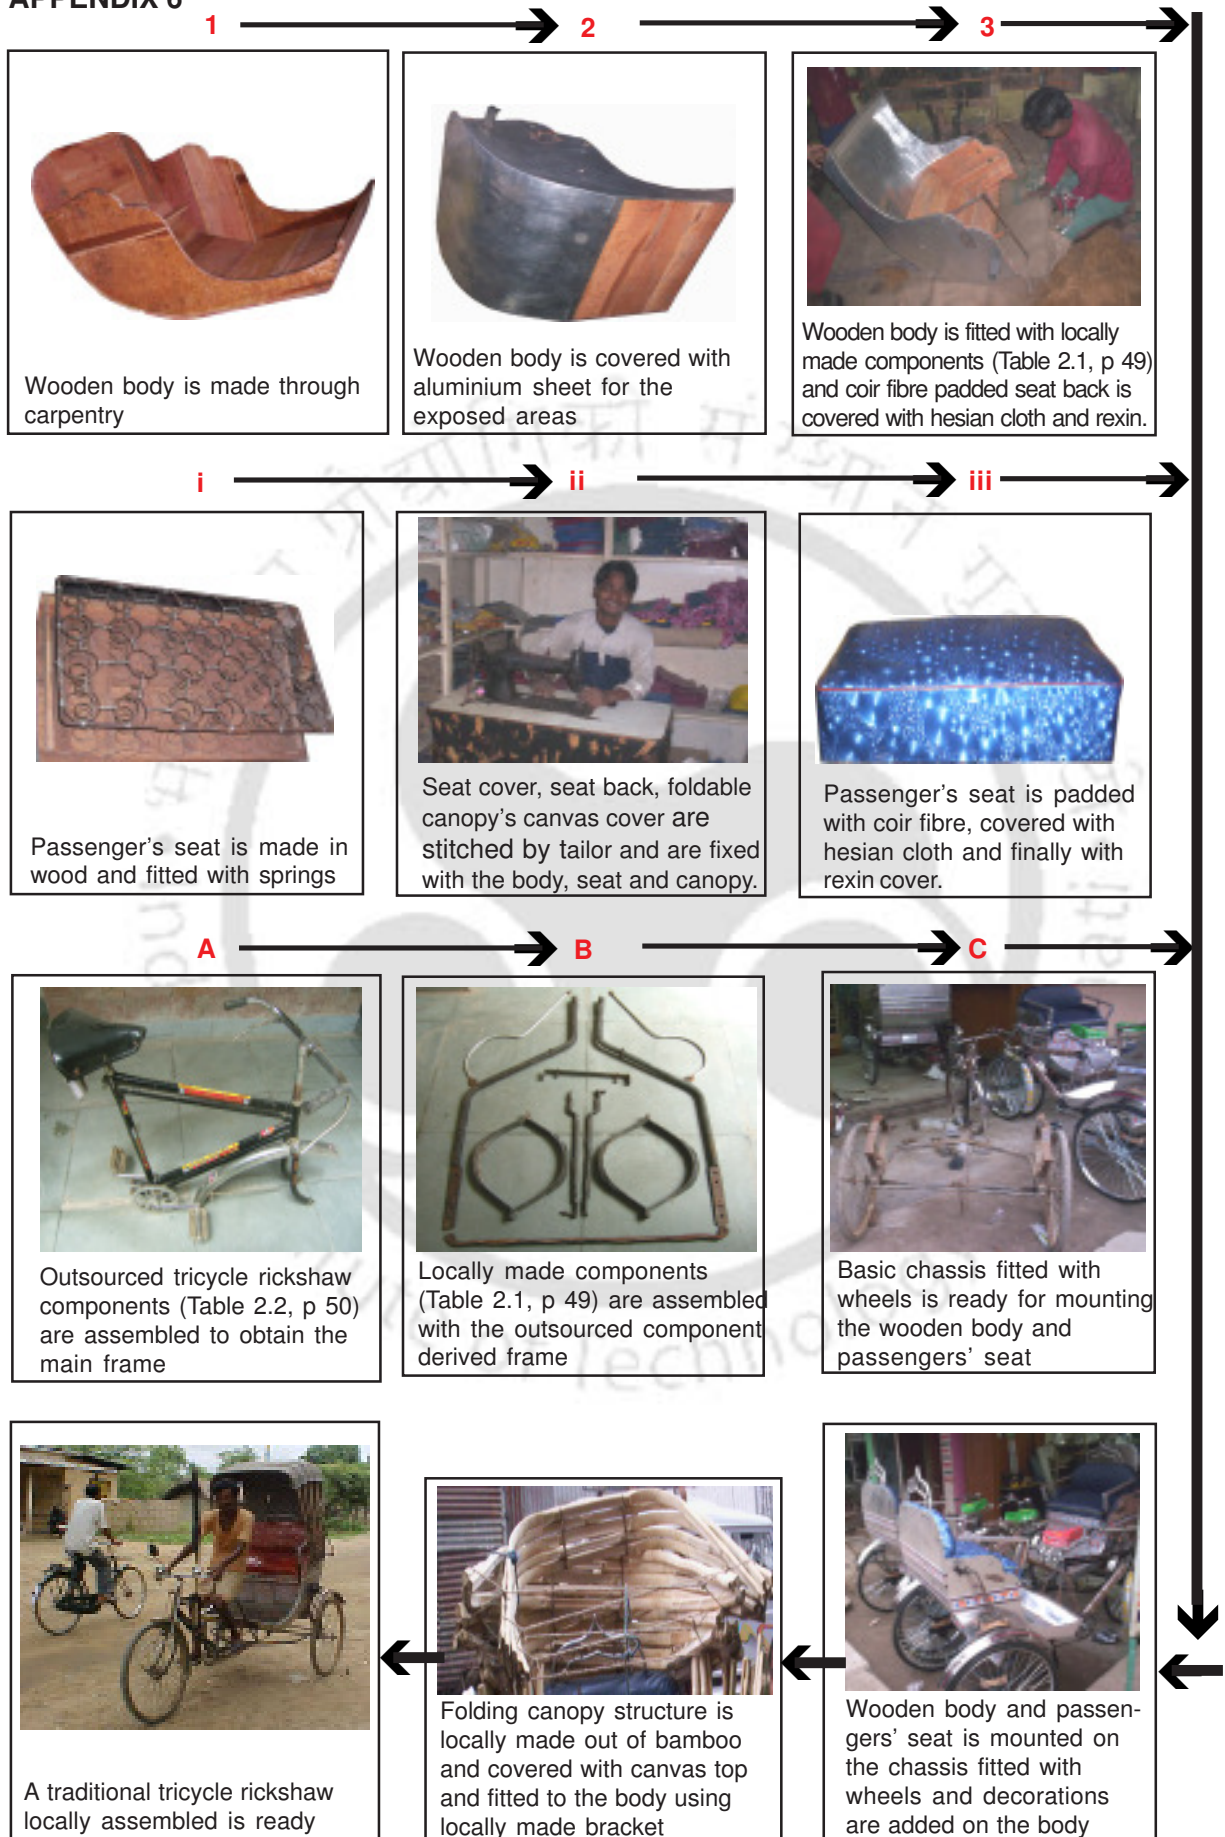 APPENDIX 6
1
2
3
Wooden body is made through
carpentry
Wooden body is covered with
aluminium sheet for the
exposed areas
Wooden body is fitted with locally
made components (Table 2.1, p 49)
and coir fibre padded seat back is
covered with hesian cloth and rexin.
i
ii
iii
Passenger's seat is made in
wood and fitted with springs
Seat cover, seat back, foldable
canopy's canvas cover are
stitched by tailor and are fixed
with the body, seat and canopy.
Passenger's seat is padded
with coir fibre, covered with
hesian cloth and finally with
rexin cover.
A
B
C
Outsourced tricycle rickshaw
components (Table 2.2, p 50)
are assembled to obtain the
main frame
Locally made components
(Table 2.1, p 49) are assembled
with the outsourced component
derived frame
Basic chassis fitted with
wheels is ready for mounting
the wooden body and
passengers' seat
A traditional tricycle rickshaw
locally assembled is ready
Folding canopy structure is
locally made out of bamboo
and covered with canvas top
and fitted to the body using
locally made bracket
Wooden body and passen-
gers' seat is mounted on
the chassis fitted with
wheels and decorations
are added on the body